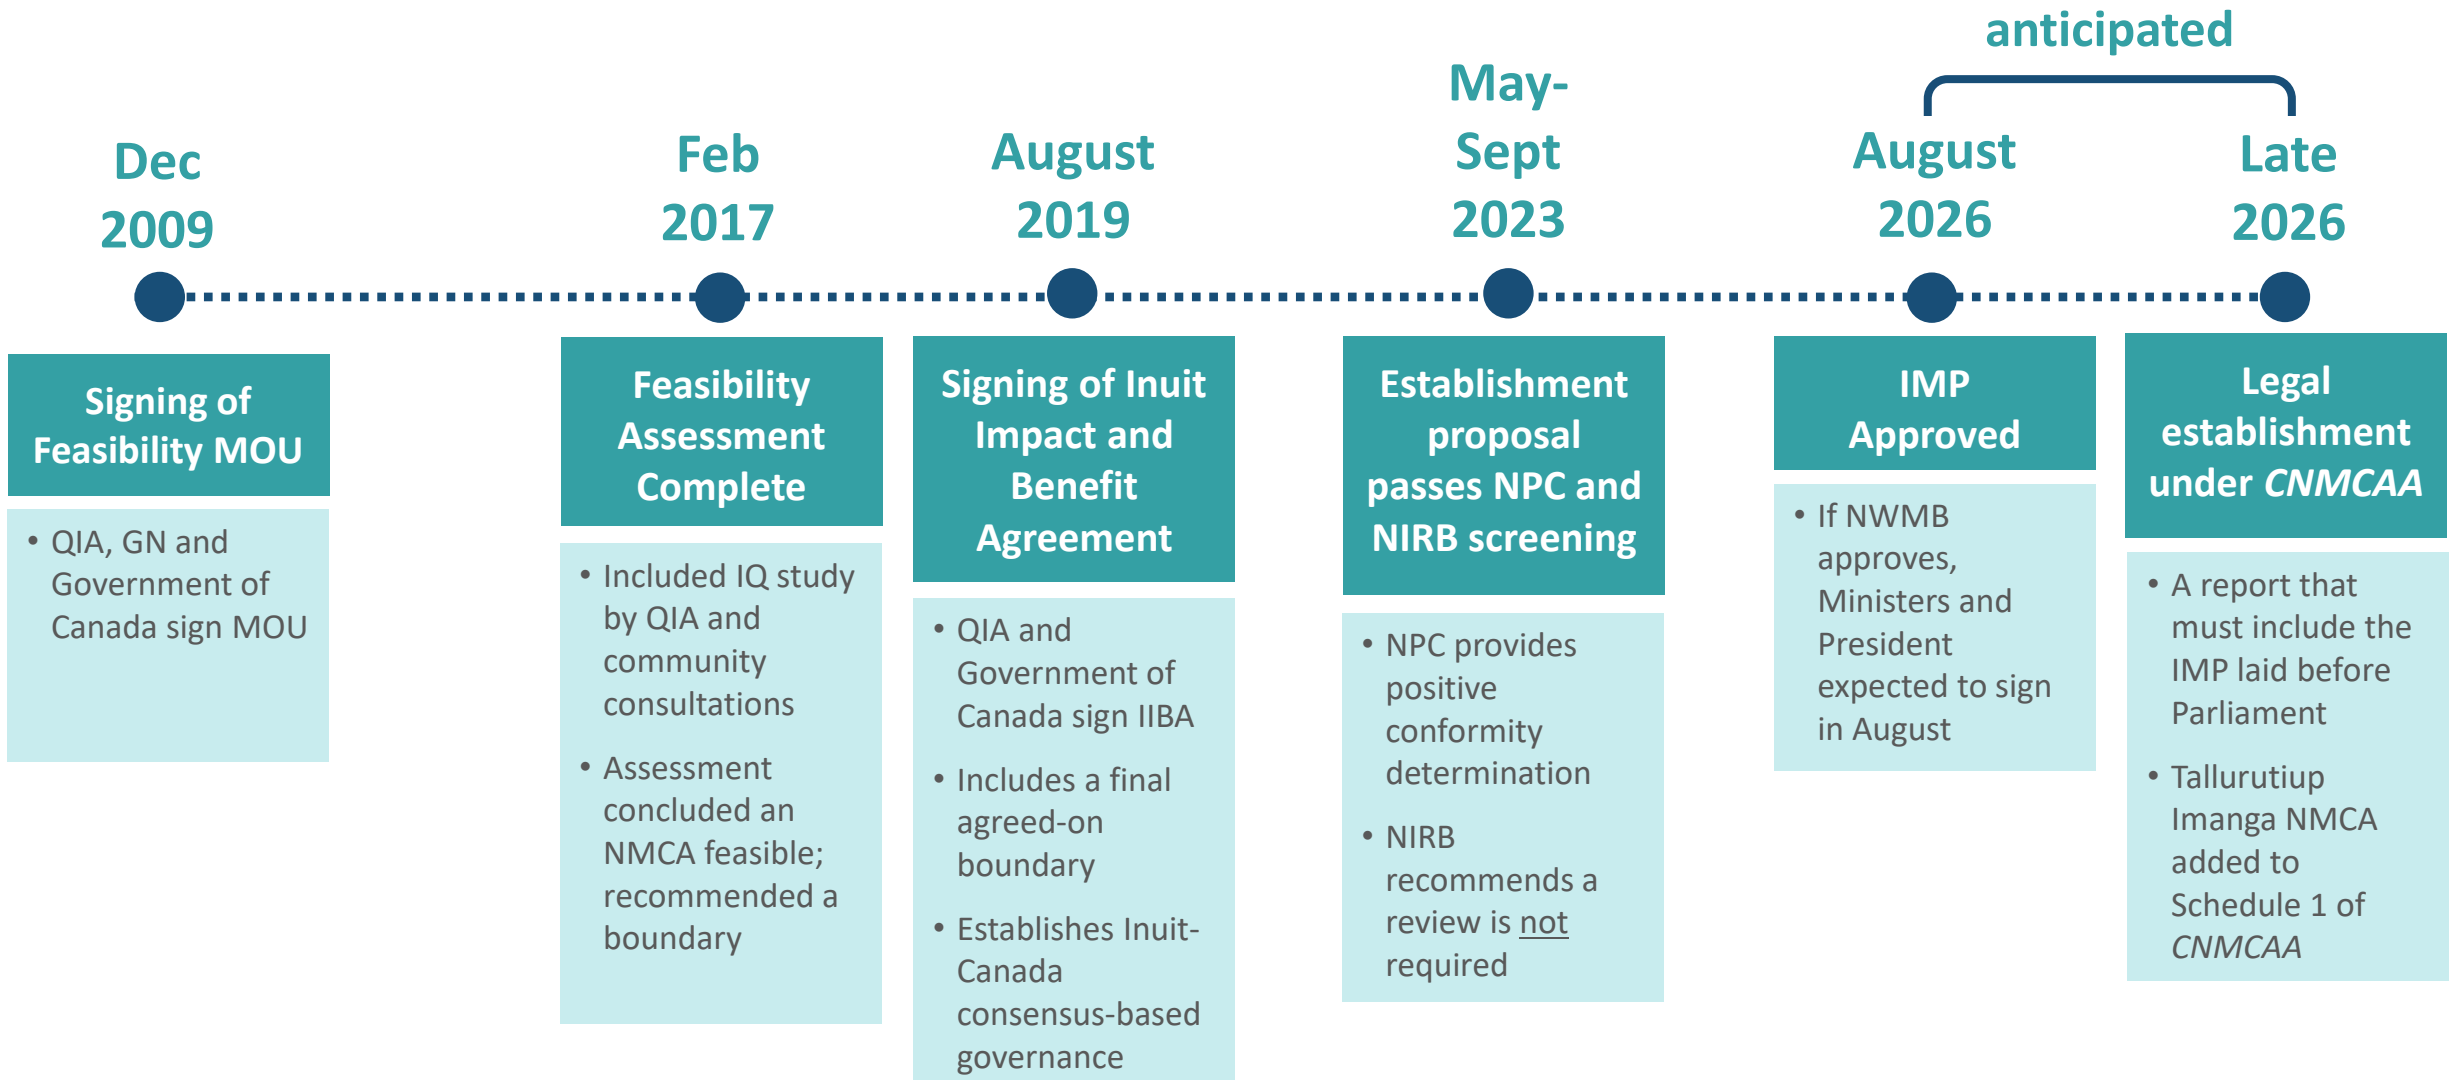 anticipated
Dec
2009
Feb
2017
August
2019
May-
Sept
2023
August
2026
Late
2026
Signing of
Feasibility MOU
• QIA, GN and
Government of
Canada sign MOU
Feasibility
Assessment
Complete
• Included IQ study
by QIA and
community
consultations
• Assessment
concluded an
NMCA feasible;
recommended a
boundary
Signing of Inuit
Impact and
Benefit
Agreement
• QIA and
Government of
Canada sign IIBA
• Includes a final
agreed-on
boundary
• Establishes Inuit-
Canada
consensus-based
governance
Establishment
proposal
passes NPC and
NIRB screening
• NPC provides
positive
conformity
determination
• NIRB
recommends a
review is not
required
IMP
Approved
• If NWMB
approves,
Ministers and
President
expected to sign
in August
Legal
establishment
under CNMCAA
• A report that
must include the
IMP laid before
Parliament
• Tallurutiup
Imanga NMCA
added to
Schedule 1 of
CNMCAA